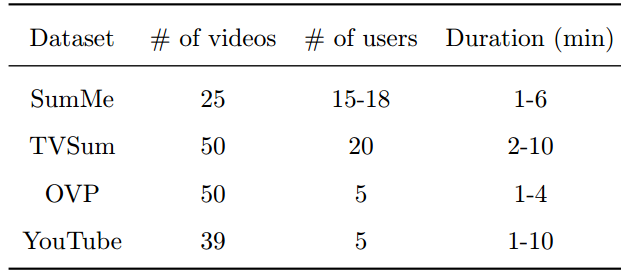 Dataset # of videos # of users Duration (min)
SumMe 25 15-18 1-6
TVSum 50 20 2-10
OVP 50 5 1-4
YouTube 39 5 1-10